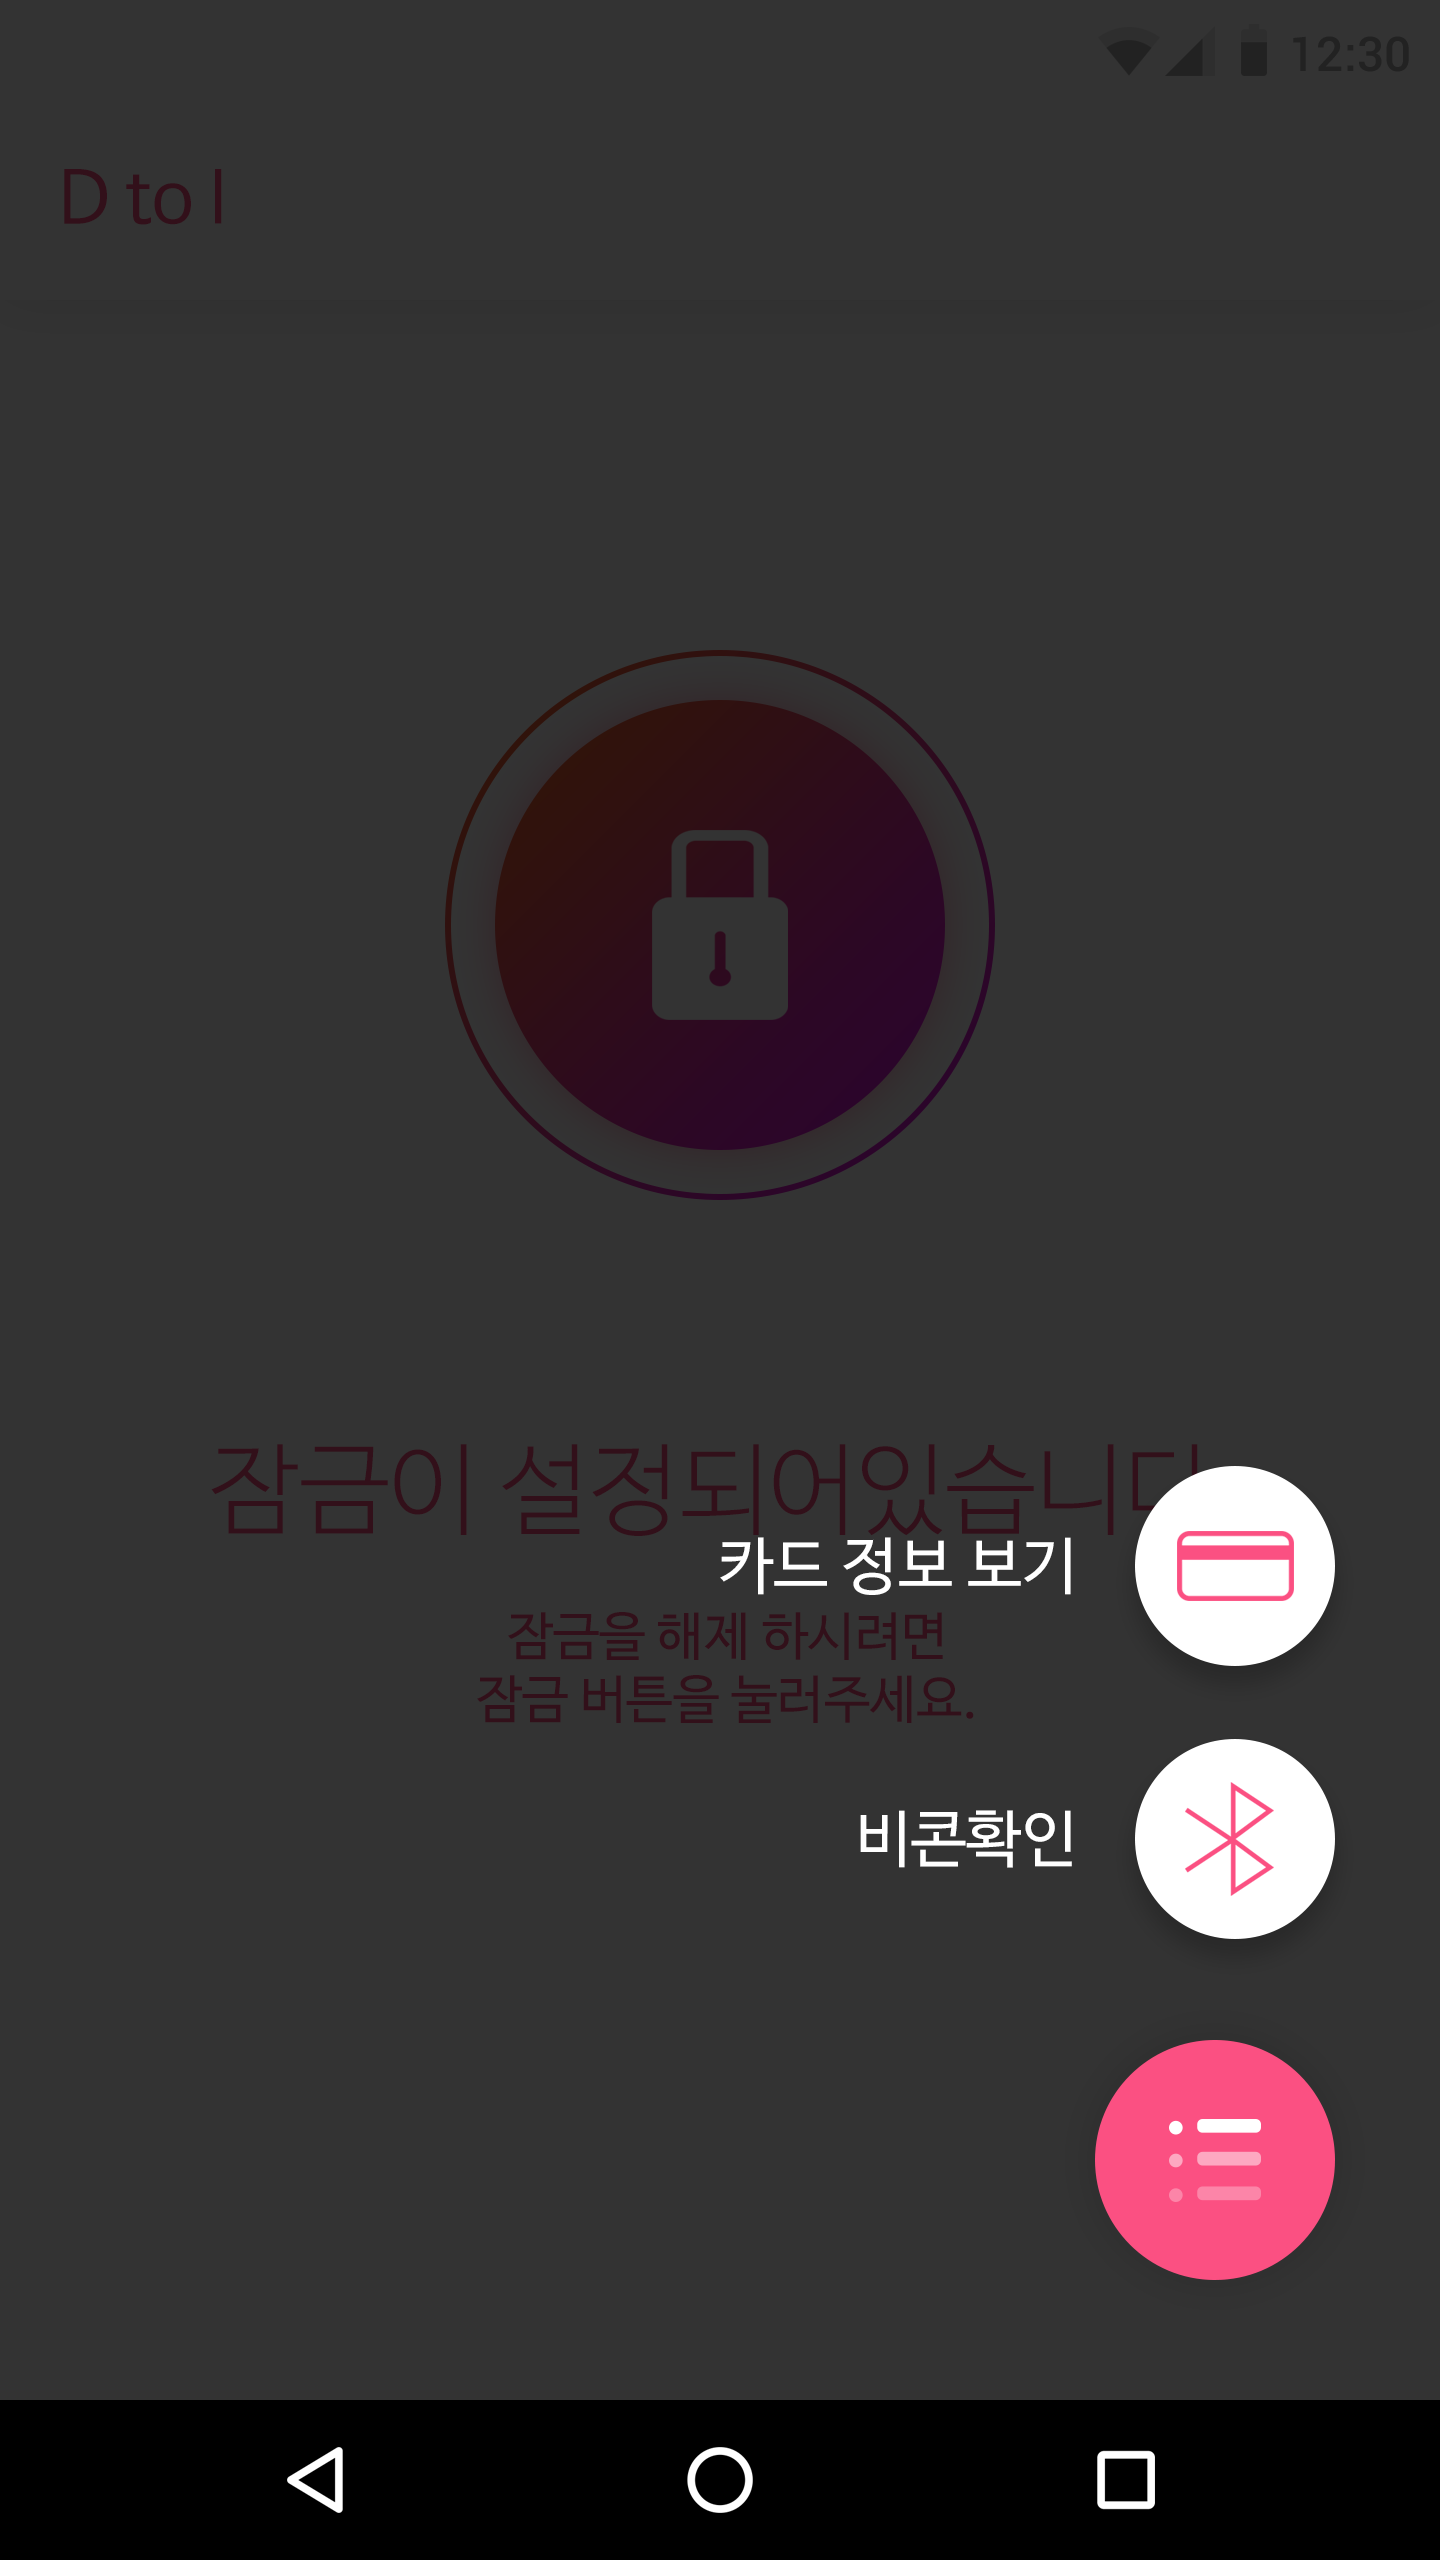 12:30
D to I
잠금이 설정되어있습니다
카드 정보 보기
잠금을 해제 하시려면
잠금 버튼을 눌러주세요.
비콘확인